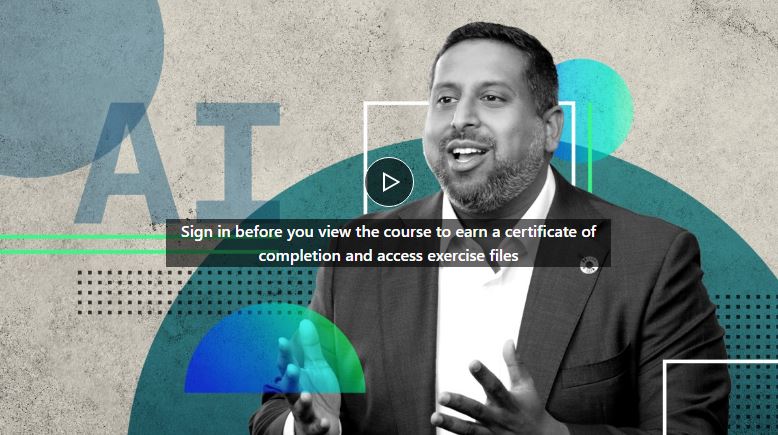 AI
Sign in before you view the course to earn a certificate of
completion and access exercise files